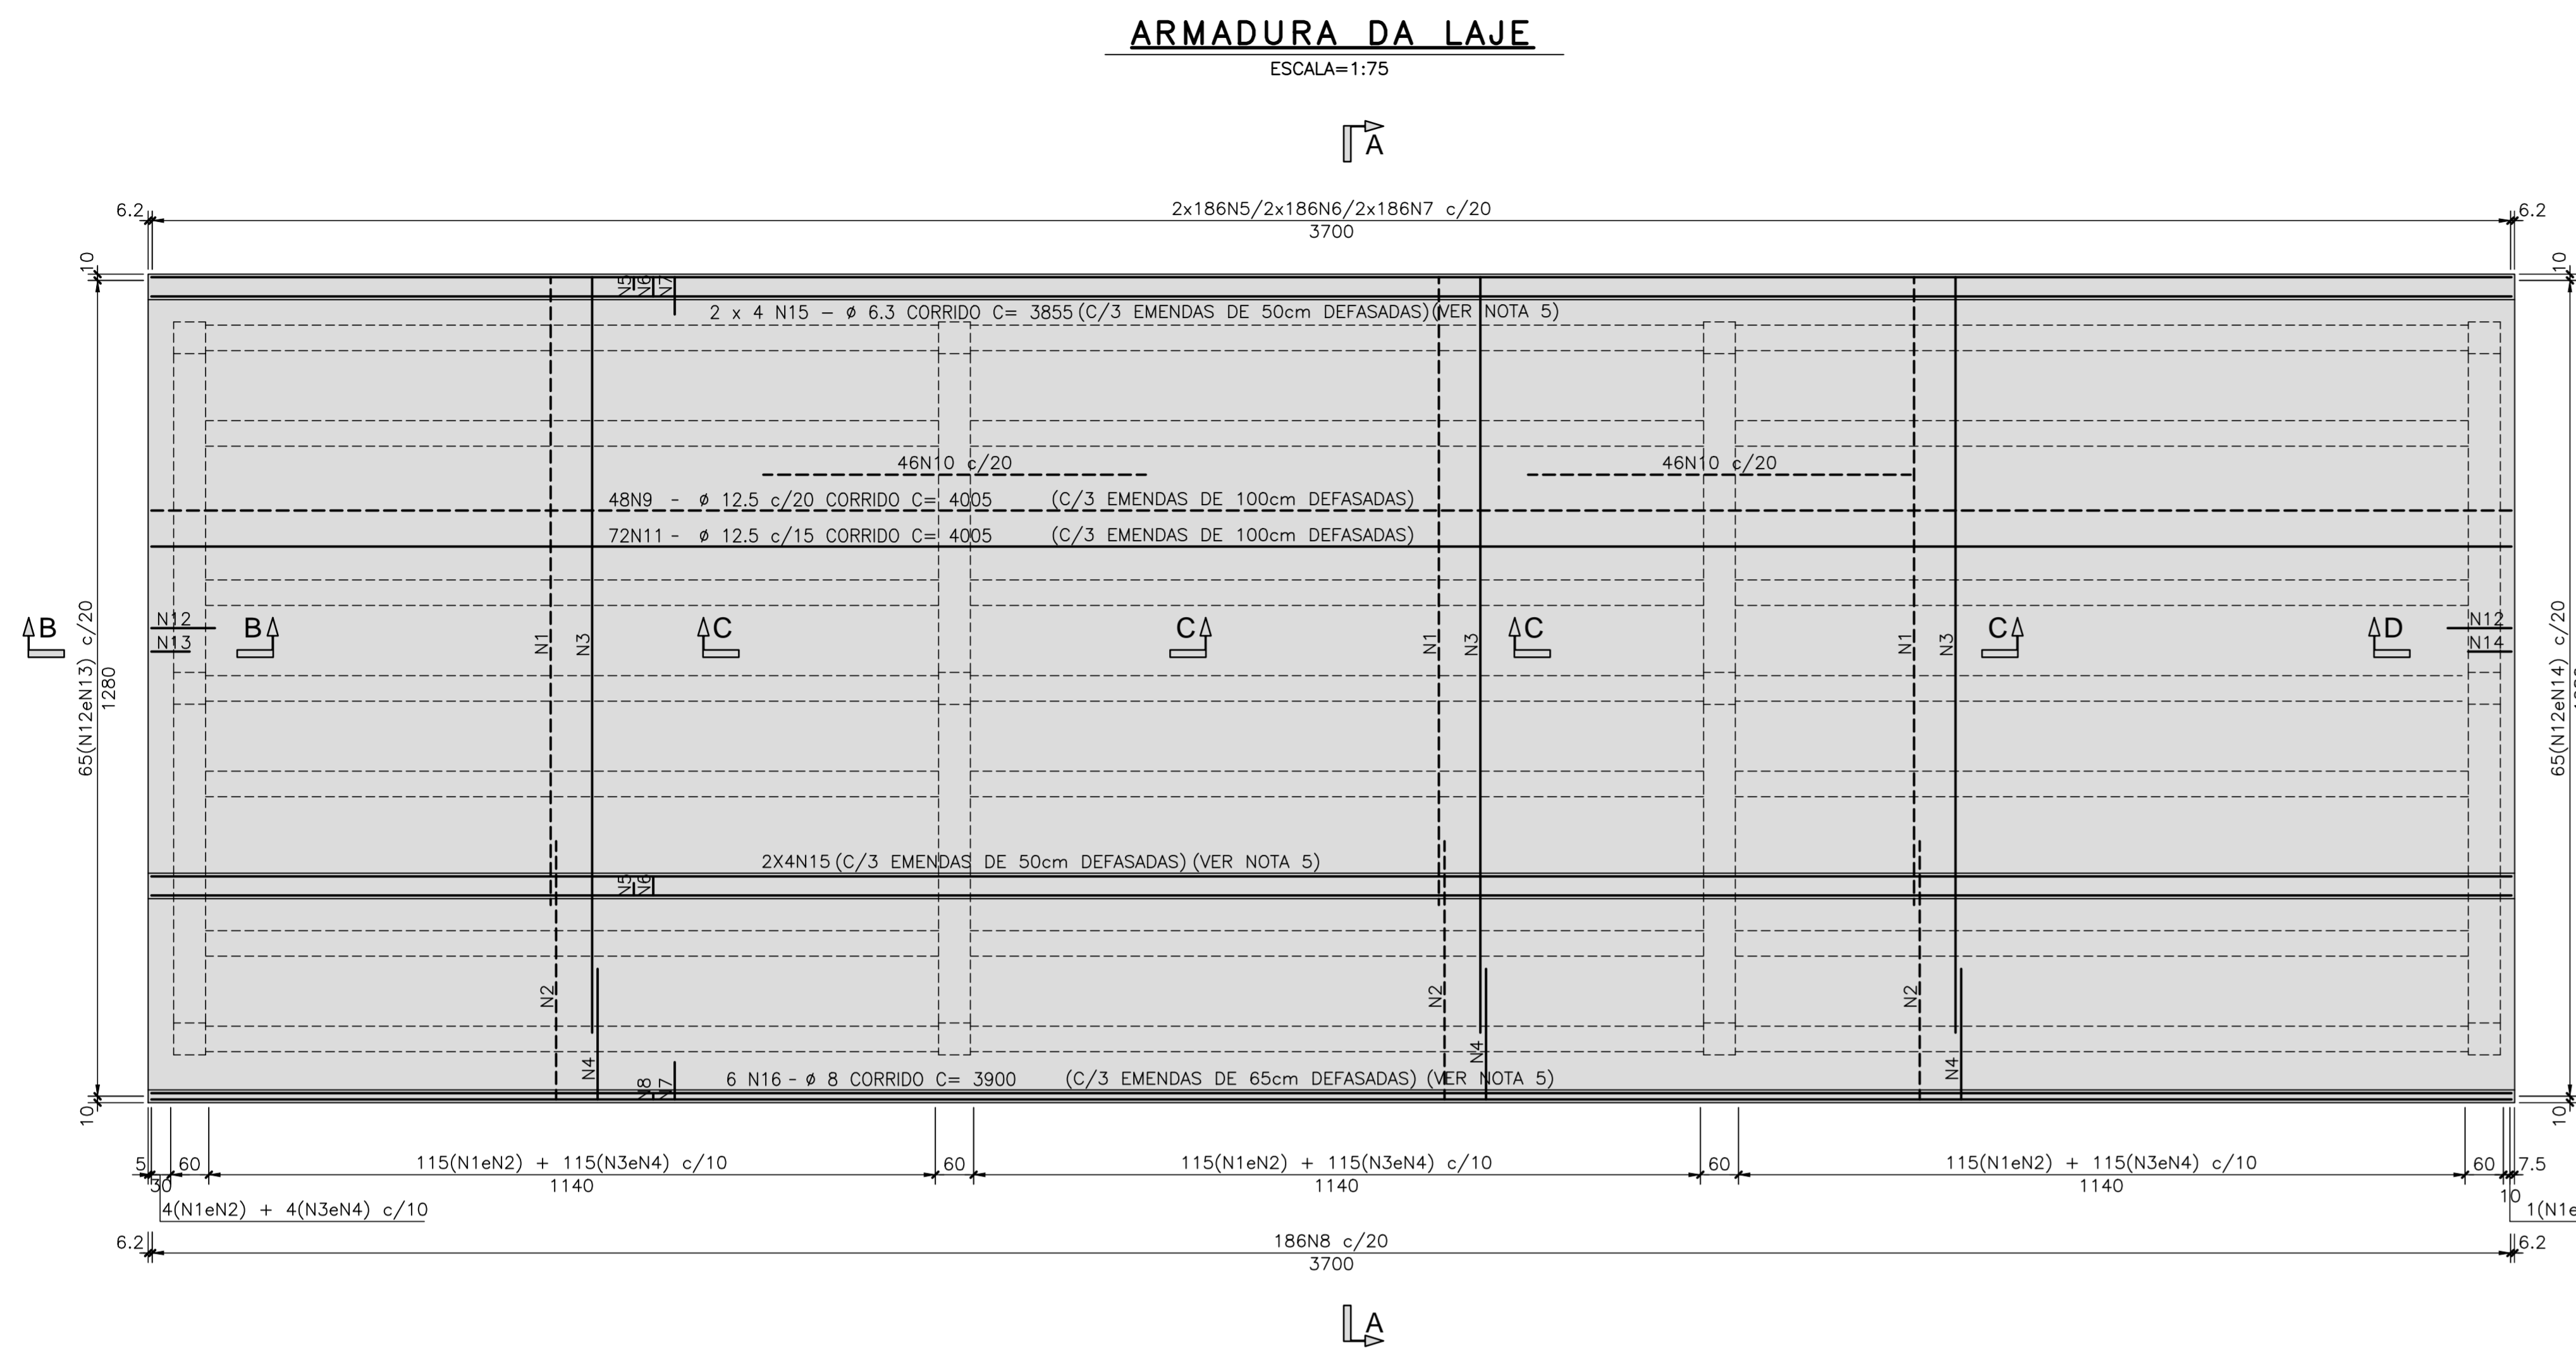 ARMADURA DA LAJE
ESCALA=1:75
A
2x186N5/2x186N6/2x186N7 c/20
6.2
6.2
3700
10
10
N5
N6
N7
2 x 4 N15 - ø 6.3 CORRIDO C= 3855 (C/3 EMENDAS DE 50cm DEFASADAS)(VER NOTA 5)
46N10 c/20
46N10 c/20
48N9 - ø 12.5 c/20 CORRIDO C= 4005 (C/3 EMENDAS DE 100cm DEFASADAS)
72N11 - ø 12.5 c/15 CORRIDO C= 4005 (C/3 EMENDAS DE 100cm DEFASADAS)
65(N12eN13) c/20
1280
B
N12
N13
B
N1
N3
C
C
N1
N3
C
N1
N3
C
D
N12
N14
65(N12eN14) c/20
2X4N15 (C/3 EMENDAS DE 50cm DEFASADAS) (VER NOTA 5)
N5
N6
N2
N2
N2
N4
N4
N4
N8
N7
6 N16 - ø 8 CORRIDO C= 3900 (C/3 EMENDAS DE 65cm DEFASADAS) (VER NOTA 5)
10
10
5
60
115(N1eN2) + 115(N3eN4) c/10
60
115(N1eN2) + 115(N3eN4) c/10
60
115(N1eN2) + 115(N3eN4) c/10
60
7.5
30
1140
1140
1140
10
4(N1eN2) + 4(N3eN4) c/10
1(N1e
6.2
186N8 c/20
6.2
3700
A